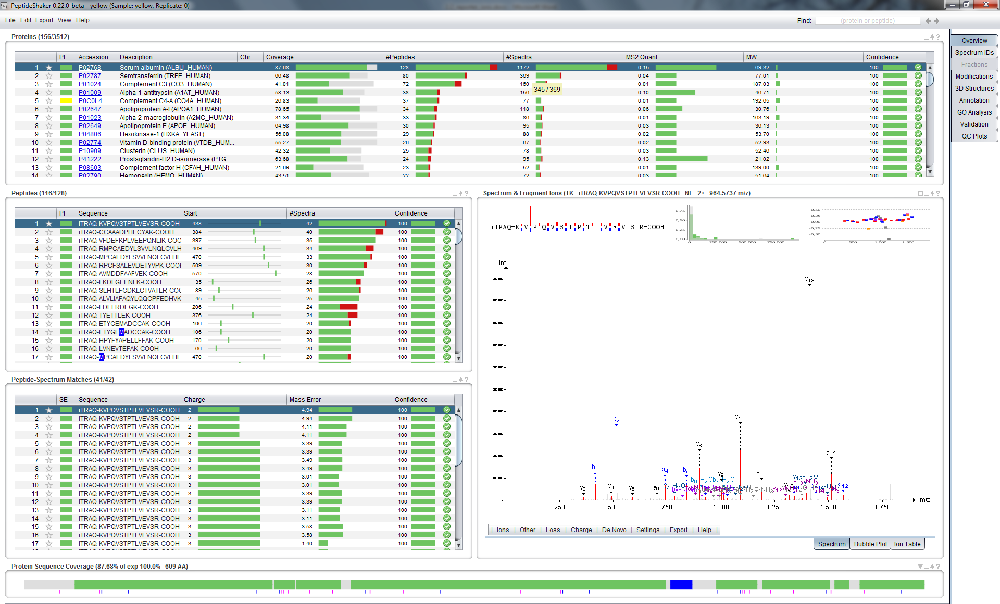 PeptideShaker 0.22.0-beta - yellow (Sample: yellow, Replicate: 0)
File Edit Export View Help
Find: (protein or peptide)
Proteins (156/3512)
PI Accession Description Chr Coverage #Peptides #Spectra MS2 Quant. MW Confidence
1 P02768 Serum albumin (ALBU_HUMAN) 87.68 128 1172 0.15 69.32 100
2 P02787 Serotransferrin (TRFE_HUMAN) 66.48 80 369 0.04 77.01 100
3 P01024 Complement C3 (CO3_HUMAN) 41.01 72 160 0.01 187.03 100
4 P01009 Alpha-1-antitrypsin (A1AT_HUMAN) 58.13 38 156 0.10 46.71 100
345 / 369
5 P0C0L4 Complement C4-A (CO4A_HUMAN) 26.83 37 77 0.01 192.65 100
6 P02647 Apolipoprotein A-I (APOA1_HUMAN) 78.65 34 118 0.06 30.76 100
7 P01023 Alpha-2-macroglobulin (A2MG_HUMAN) 31.34 33 86 0.01 163.19 100
8 P02649 Apolipoprotein E (APOE_HUMAN) 64.98 30 95 0.03 36.13 100
9 P04806 Hexokinase-1 (HXKA_YEAST) 56.08 29 88 0.02 53.70 100
10 P02774 Vitamin D-binding protein (VTDB_HUM... 55.27 26 67 0.02 52.93 100
11 P10909 Clusterin (CLUS_HUMAN) 42.32 25 78 0.03 52.46 100
12 P41222 Prostaglandin-H2 D-isomerase (PTG... 63.68 24 95 0.13 21.02 100
13 P08603 Complement factor H (CFAH_HUMAN) 21.69 23 52 0.01 139.00 100
14 P02790 Hemopexin (HEMO_HUMAN) 43.51 22 72 0.03 51.64 100
Overview
Spectrum IDs
Fractions
Modifications
3D Structures
Annotation
GO Analysis
Validation
QC Plots
Peptides (116/128)
PI Sequence Start #Spectra Confidence
1 iTRAQ-KVPQVSTPTLVEVSR-COOH 438 42 100
2 iTRAQ-CCAAADPHECYAK-COOH 384 40 100
3 iTRAQ-VFDEFKPLVEEPQNLIK-COO 397 35 100
4 iTRAQ-RMPCAEDYLSVVLNQLCVLH 469 34 100
5 iTRAQ-MPCAEDYLSVVLNQLCVLHE 470 33 100
6 iTRAQ-RPCFSALEVDETYVPK-COOH 509 30 100
7 iTRAQ-AVMDDFAAFVEK-COOH 570 28 100
8 iTRAQ-FKDLGEENFK-COOH 35 26 100
9 iTRAQ-SLHTLFGDKLCTVATLR-COO 89 26 100
10 iTRAQ-ALVLIAFAQYLQQCPFEDHVK 45 25 100
11 iTRAQ-LDELRDEGK-COOH 206 24 100
12 iTRAQ-TYETTLEK-COOH 376 24 100
13 iTRAQ-ETYGEMADCCAK-COOH 106 20 100
14 iTRAQ-ETYGEMADCCAK-COOH 106 20 100
15 iTRAQ-HPYFYAPELLFFAK-COOH 170 20 100
16 iTRAQ-LVNEVTEFAK-COOH 66 20 100
17 iTRAQ-MPCAEDYLSVVLNQLCVLHE 470 20 100
Peptide-Spectrum Matches (41/42)
SE Sequence Charge Mass Error Confidence
1 iTRAQ-KVPQVSTPTLVEVSR-COOH 2 4.94 100
2 iTRAQ-KVPQVSTPTLVEVSR-COOH 2 4.94 100
3 iTRAQ-KVPQVSTPTLVEVSR-COOH 2 4.11 100
4 iTRAQ-KVPQVSTPTLVEVSR-COOH 2 4.11 100
5 iTRAQ-KVPQVSTPTLVEVSR-COOH 3 3.39 100
6 iTRAQ-KVPQVSTPTLVEVSR-COOH 3 3.39 100
7 iTRAQ-KVPQVSTPTLVEVSR-COOH 3 3.49 100
8 iTRAQ-KVPQVSTPTLVEVSR-COOH 3 3.49 100
9 iTRAQ-KVPQVSTPTLVEVSR-COOH 3 3.01 100
10 iTRAQ-KVPQVSTPTLVEVSR-COOH 3 3.01 100
11 iTRAQ-KVPQVSTPTLVEVSR-COOH 3 3.39 100
12 iTRAQ-KVPQVSTPTLVEVSR-COOH 3 3.39 100
13 iTRAQ-KVPQVSTPTLVEVSR-COOH 3 3.11 100
14 iTRAQ-KVPQVSTPTLVEVSR-COOH 3 3.11 100
15 iTRAQ-KVPQVSTPTLVEVSR-COOH 3 3.58 100
16 iTRAQ-KVPQVSTPTLVEVSR-COOH 3 3.58 100
17 iTRAQ-KVPQVSTPTLVEVSR-COOH 3 1.40 100
Spectrum & Fragment Ions (TK - iTRAQ-KVPQVSTPTLVEVSR-COOH - NL 2+ 964.5737 m/z)
iTRAQ-K V P Q V S T P T L V E V S R-COOH
0,75
0,50
0,25
0,00
0 250 000 500 000 750 000
0,50
0,25
0,00
-0,25
-0,50
0 500 1 000 1 500
Int
900 000
800 000
700 000
600 000
500 000
400 000
300 000
200 000
100 000
0
y13
b2
y10
y8
y14
b1
b4
b5
y9
y11
y3
y4
y5
y6
b6-H2O
b7-H2O
y13-H2O
b12
0 250 500 750 1 000 1 250 1 500 1 750 m/z
Ions Other Loss Charge De Novo Settings Export Help
Spectrum Bubble Plot Ion Table
Protein Sequence Coverage (87.68% of exp 100.0% 609 AA)